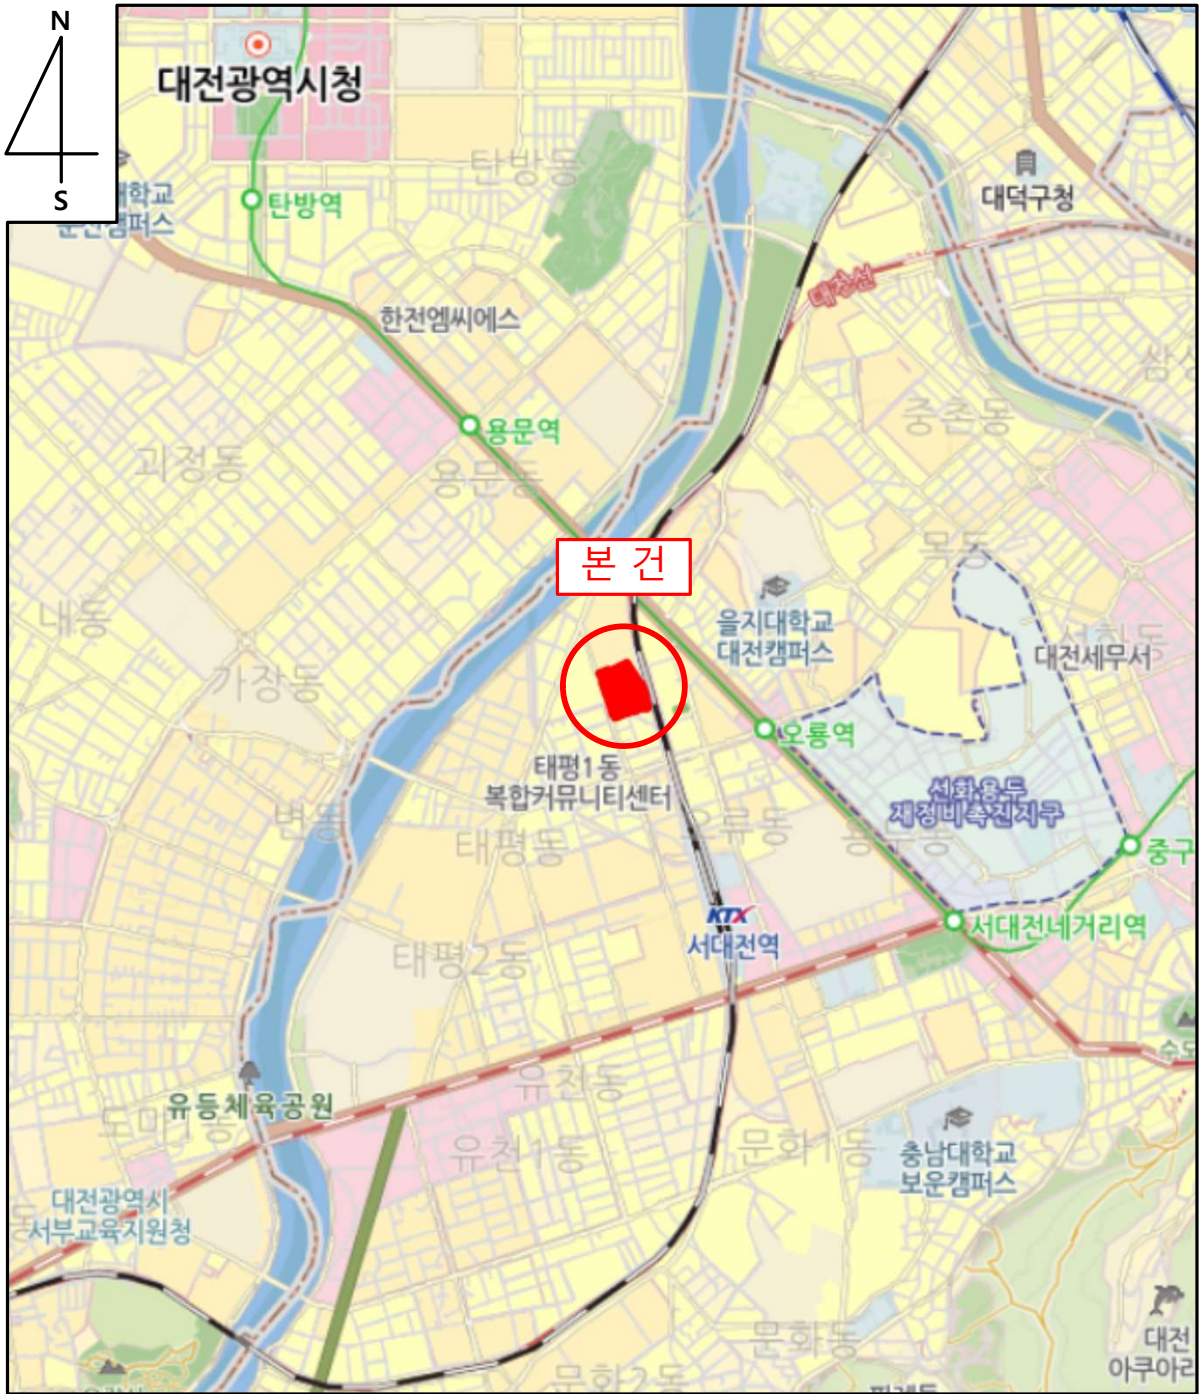 N
S
대전광역시청
탄방동
탄방역
대학교
둔산캠퍼스
대덕구청
대전선
한전엠씨에스
중촌동
용문역
괴정동
용문동
목동
본 건
내동
을지대학교
대전캠퍼스
선화동
대전세무서
가장동
오룡역
태평1동
복합커뮤니티센터
선화용두
재정비촉진지구
변동
태평동
오류동
용두동
중구
KTX
서대전역
서대전네거리역
태평2동
유천동
유등체육공원
도마1동
유천1동
문화1동
충남대학교
보운캠퍼스
대전광역시
서부교육지원청
문화동
대전
아쿠아리
문화2동